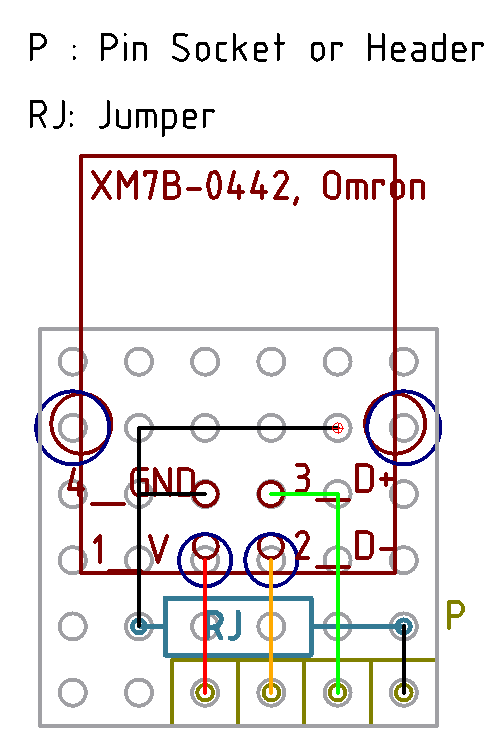 P : Pin Socket or Header
RJ: Jumper
XM7B-0442, Omron
4_GND 3_D+
1_V 2_D-
RJ P